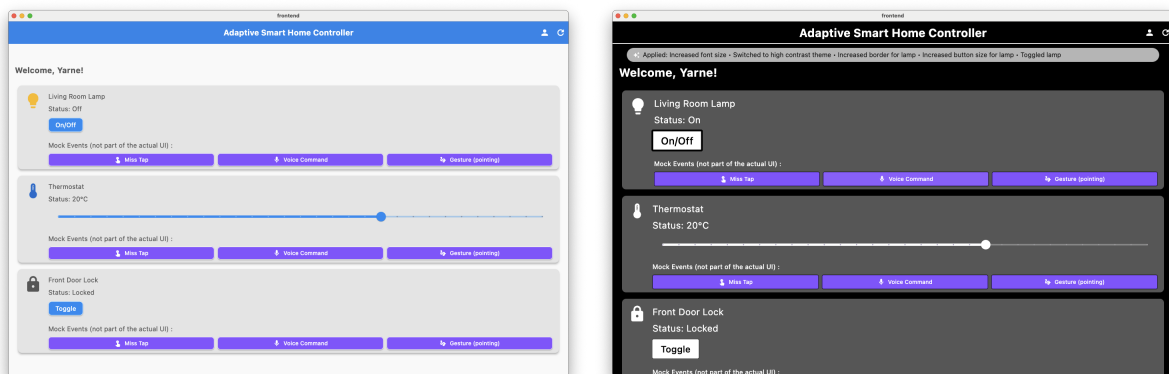 frontend
Adaptive Smart Home Controller
Welcome, Yarne!
Living Room Lamp
Status: Off
On/Off
Mock Events (not part of the actual UI) :
Miss Tap Voice Command Gesture (pointing)
Thermostat
Status: 20°C
Mock Events (not part of the actual UI) :
Miss Tap Voice Command Gesture (pointing)
Front Door Lock
Status: Locked
Toggle
Mock Events (not part of the actual UI) :
Miss Tap Voice Command Gesture (pointing)
frontend
Adaptive Smart Home Controller
Applied: Increased font size • Switched to high contrast theme • Increased border for lamp • Increased button size for lamp • Toggled lamp
Welcome, Yarne!
Living Room Lamp
Status: On
On/Off
Mock Events (not part of the actual UI) :
Miss Tap Voice Command Gesture (pointing)
Thermostat
Status: 20°C
Mock Events (not part of the actual UI) :
Miss Tap Voice Command Gesture (pointing)
Front Door Lock
Status: Locked
Toggle
Mock Events (not part of the actual UI) :